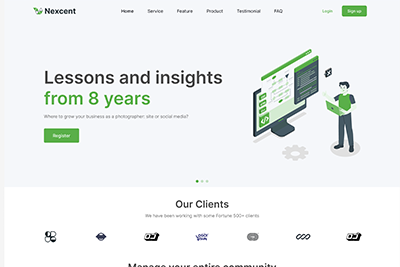 Nexcent
Home Service Feature Product Testimonial FAQ Login Sign up
Lessons and insights
from 8 years
Where to grow your business as a photographer: site or social media?
Register
Our Clients
We have been working with some Fortune 500+ clients
Manage your entire community